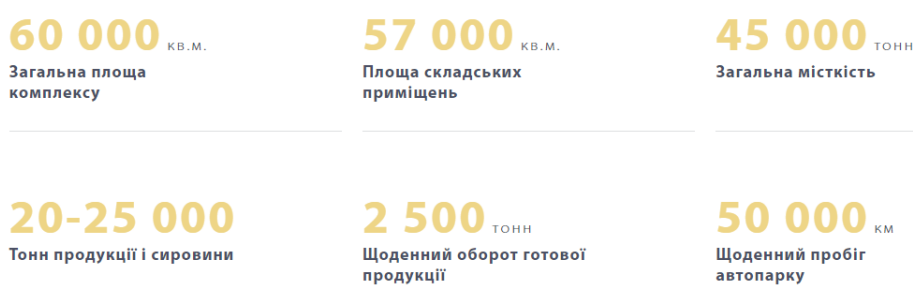 60 000 кв.м.
Загальна площа
комплексу
57 000 кв.м.
Площа складських
приміщень
45 000 тонн
Загальна місткість
20-25 000
Тонн продукції і сировини
2 500 тонн
Щоденний оборот готової
продукції
50 000 км
Щоденний пробіг
автопарку